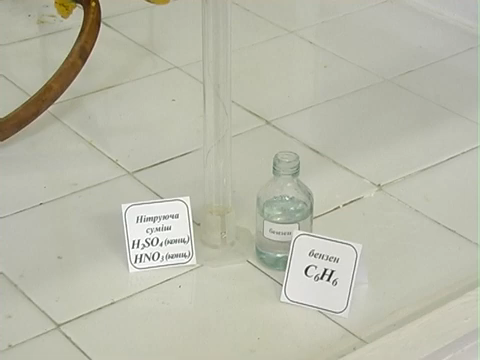 Нітруюча
суміш
H₂SO₄ (конц.)
HNO₃ (конц.)
бензен
бензен
C₆H₆